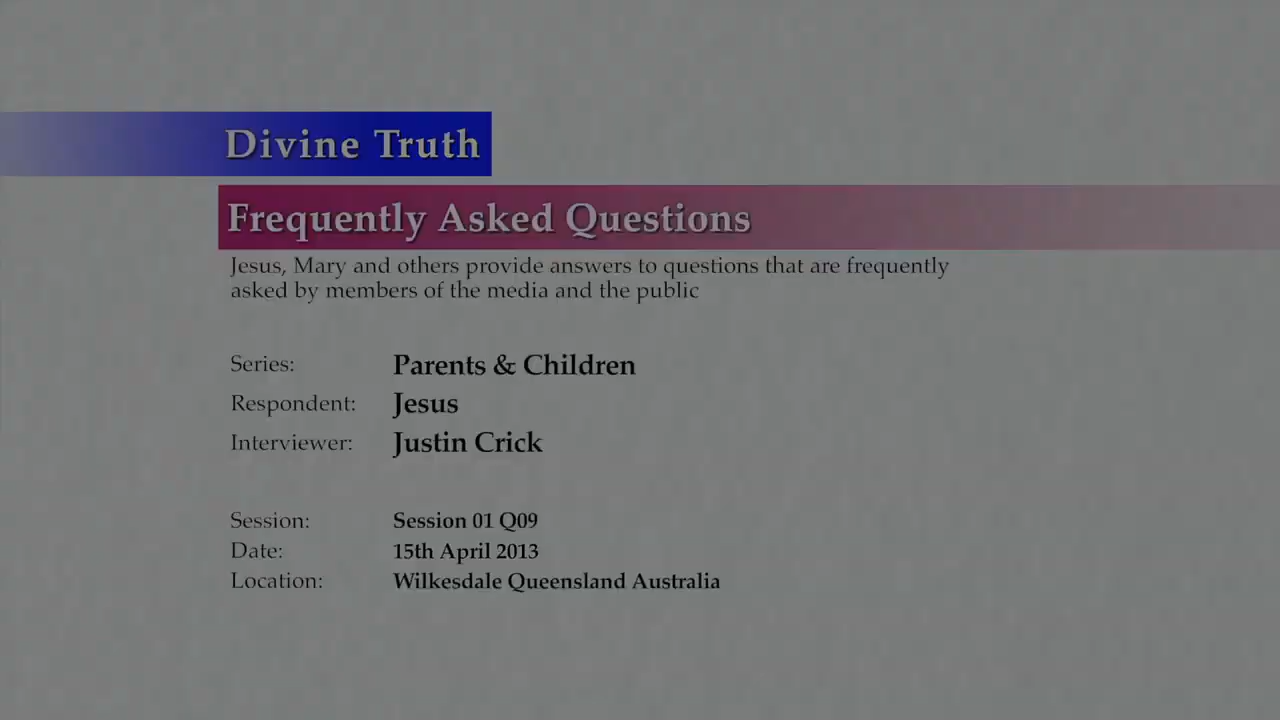 Divine Truth
Frequently Asked Questions
Jesus, Mary and others provide answers to questions that are frequently
asked by members of the media and the public
Series: Parents & Children
Respondent: Jesus
Interviewer: Justin Crick
Session: Session 01 Q09
Date: 15th April 2013
Location: Wilkesdale Queensland Australia